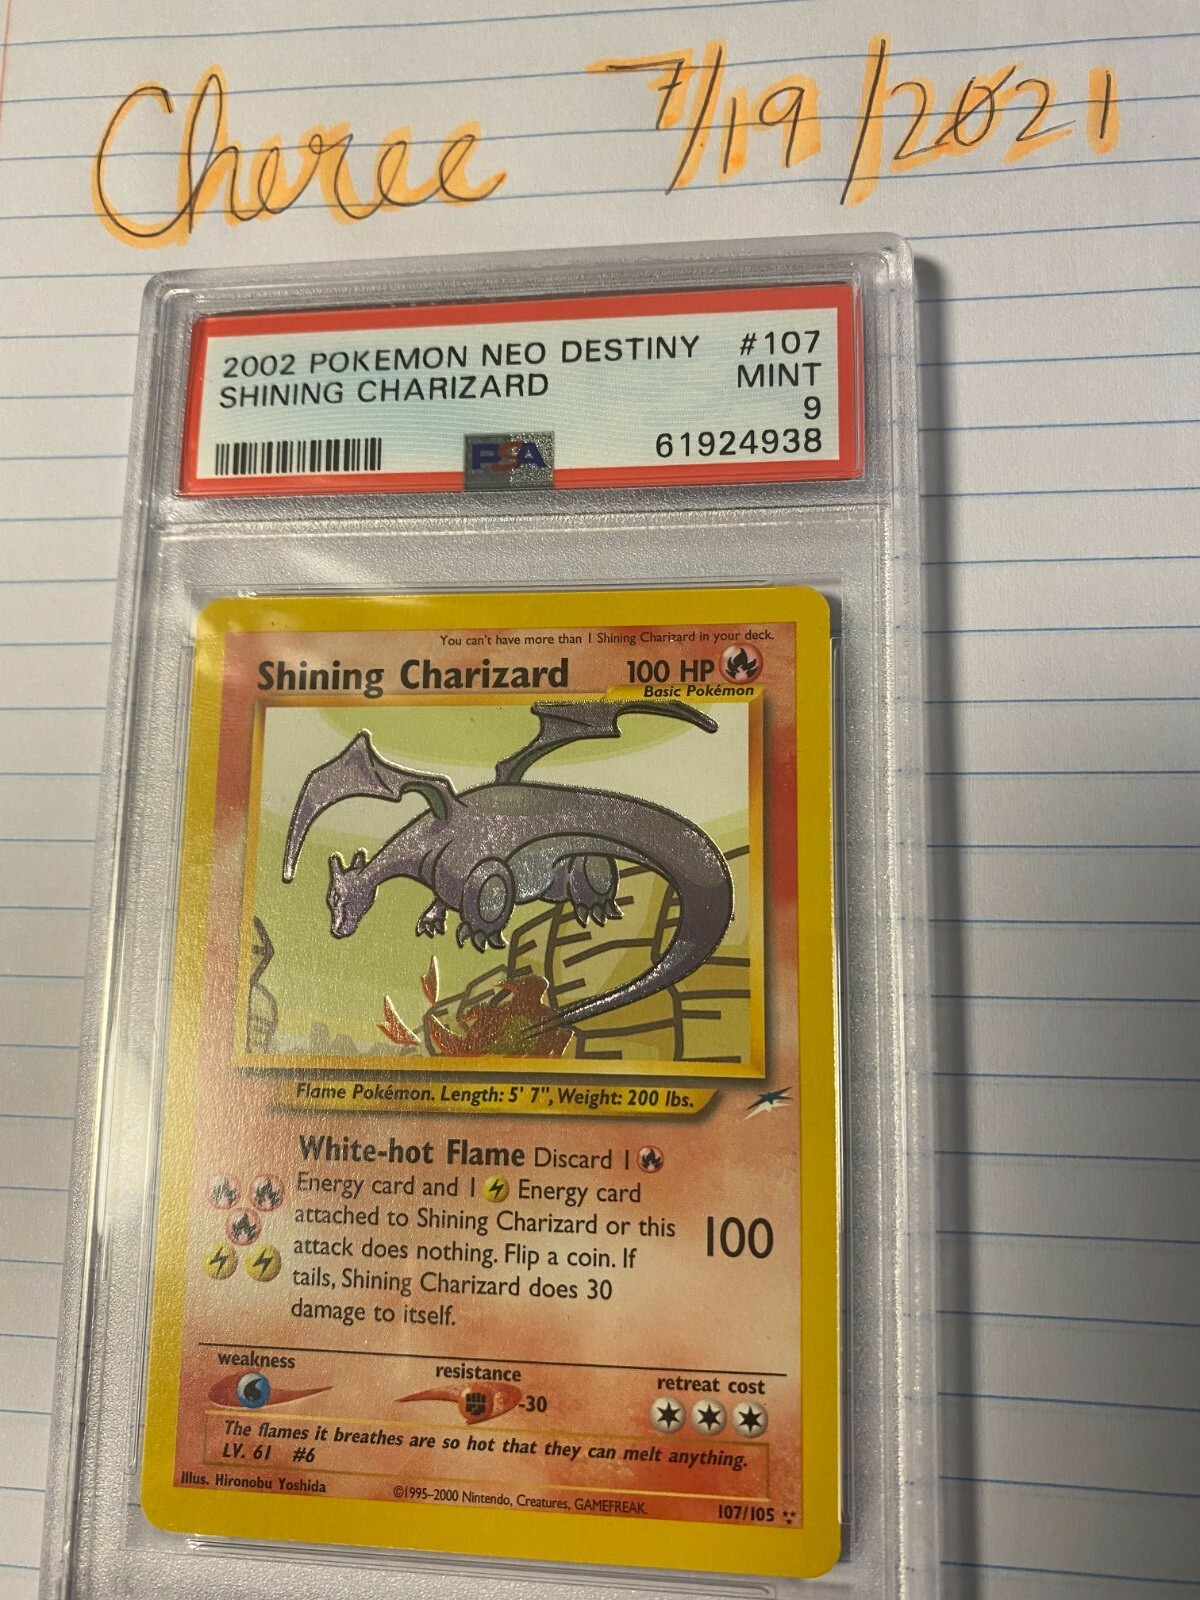 Cheree 7/19/2021
2002 POKEMON NEO DESTINY #107
SHINING CHARIZARD MINT
9
PSA 61924938
You can't have more than 1 Shining Charizard in your deck.
Shining Charizard 100 HP
Basic Pokémon
Flame Pokémon. Length: 5' 7", Weight: 200 lbs.
White-hot Flame Discard 1
Energy card and 1 Energy card
attached to Shining Charizard or this
attack does nothing. Flip a coin. If
tails, Shining Charizard does 30
damage to itself.
100
weakness resistance retreat cost
-30
The flames it breathes are so hot that they can melt anything.
LV. 61 #6
Illus. Hironobu Yoshida ©1995-2000 Nintendo, Creatures, GAMEFREAK. 107/105